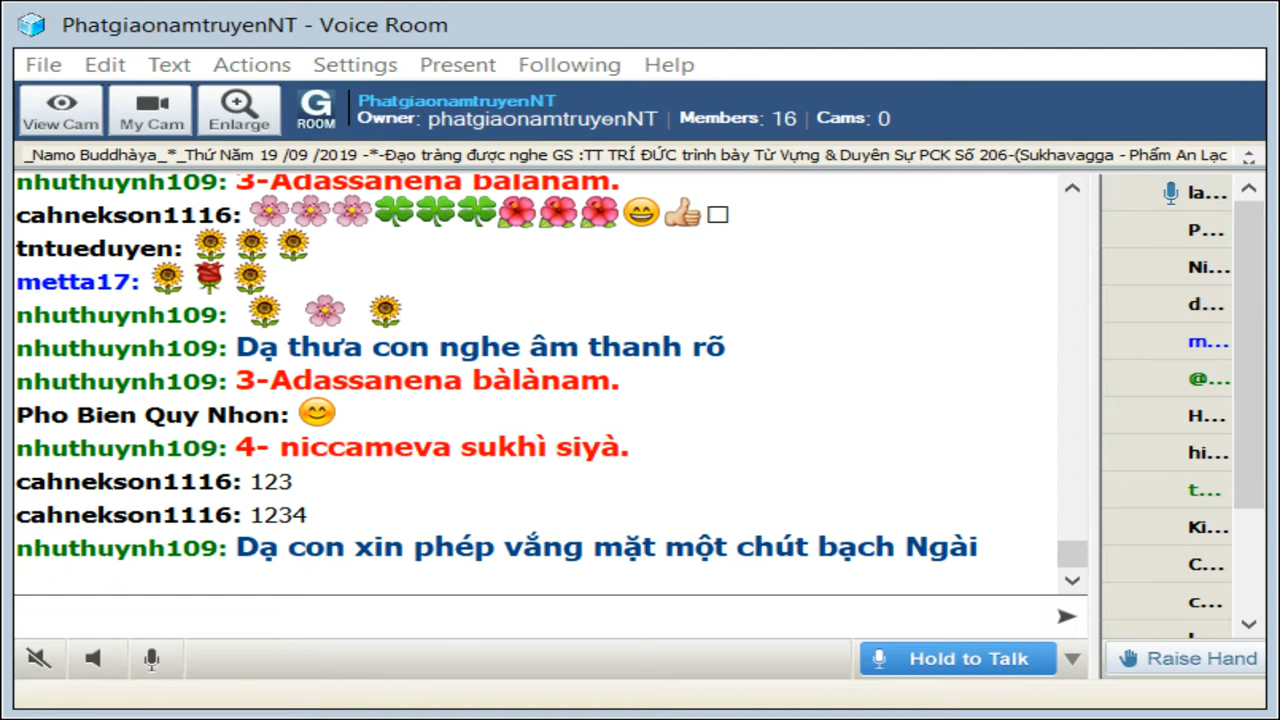 PhatgiaonamtruyenNT - Voice Room
File Edit Text Actions Settings Present Following Help
View Cam My Cam Enlarge G ROOM PhatgiaonamtruyenNT
Owner: phatgiaonamtruyenNT Members: 16 Cams: 0
_Namo Buddhàya_*_Thứ Năm 19 /09 /2019 -*-Đạo tràng được nghe GS :TT TRÍ ĐỨC trình bày Từ Vựng & Duyên Sự PCK Số 206-(Sukhavagga - Phẩm An Lạc
nhuthuynh109: 3-Adassanena bàlànam.
cahnekson1116: 🌸🌸🌸🍀🍀🍀🌺🌺🌺😄👍□
tntueduyen: 🌻🌻🌻
metta17: 🌻🌹🌻
nhuthuynh109: 🌻 🌸 🌻
nhuthuynh109: Dạ thưa con nghe âm thanh rõ
nhuthuynh109: 3-Adassanena bàlànam.
Pho Bien Quy Nhon: 😊
nhuthuynh109: 4- niccameva sukhì siyà.
cahnekson1116: 123
cahnekson1116: 1234
nhuthuynh109: Dạ con xin phép vắng mặt một chút bạch Ngài
la...
P...
Ni...
d...
m...
@...
H...
hi...
t...
Ki...
C...
c...
Hold to Talk
Raise Hand